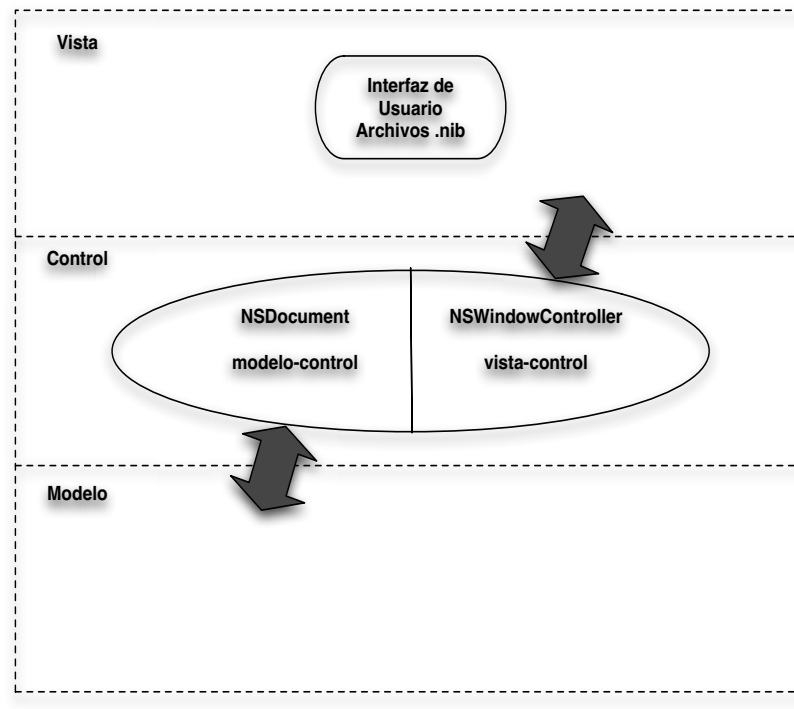 Vista
Interfaz de
Usuario
Archivos .nib
Control
NSDocument
modelo-control
NSWindowController
vista-control
Modelo